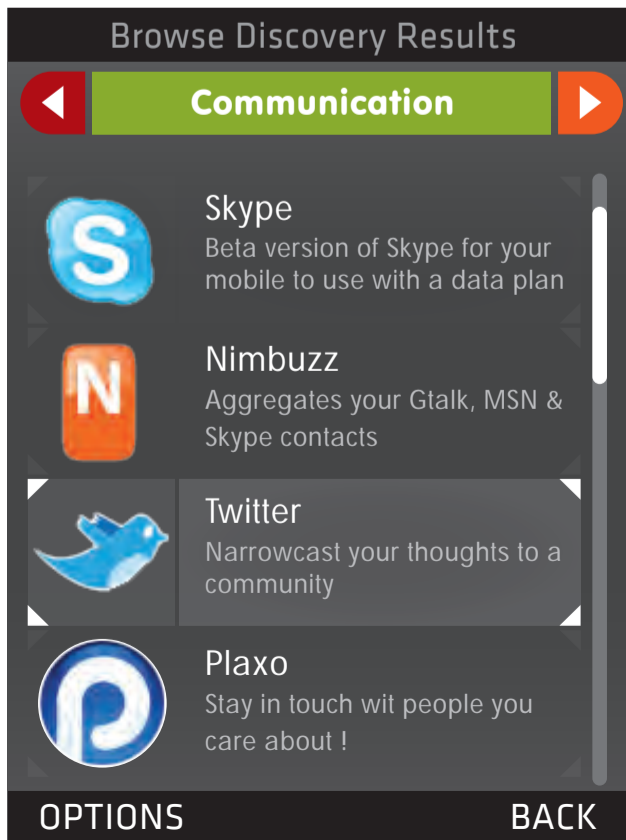 Browse Discovery Results
Communication
S
Skype
Beta version of Skype for your
mobile to use with a data plan
N
Nimbuzz
Aggregates your Gtalk, MSN &
Skype contacts
Twitter
Narrowcast your thoughts to a
community
Plaxo
Stay in touch wit people you
care about !
OPTIONS BACK